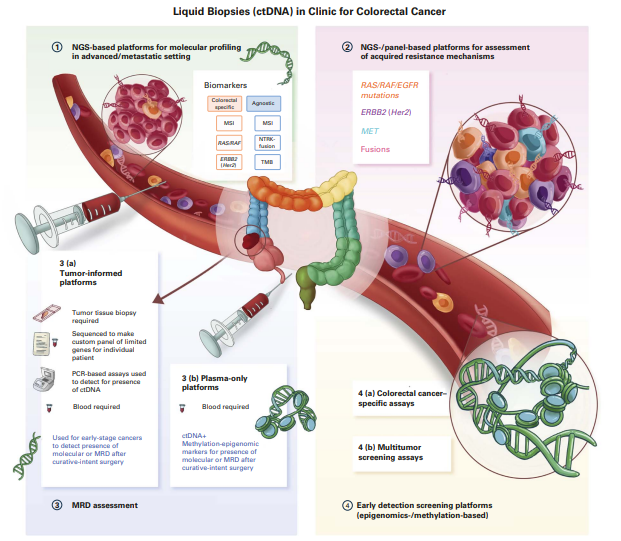 Liquid Biopsies (ctDNA) in Clinic for Colorectal Cancer
1 NGS-based platforms for molecular profiling
in advanced/metastatic setting
Biomarkers
Colorectal
specific
Agnostic
MSI
MSI
RAS/RAF
NTRK-
fusion
ERBB2
(Her2)
TMB
2 NGS-/panel-based platforms for assessment
of acquired resistance mechanisms
RAS/RAF/EGFR
mutations
ERBB2 (Her2)
MET
Fusions
3 (a)
Tumor-informed
platforms
Tumor tissue biopsy
required
Sequenced to make
custom panel of limited
genes for individual
patient
PCR-based assays used
to detect for presence
of ctDNA
Blood required
Used for early-stage cancers
to detect presence of
molecular or MRD after
curative-intent surgery
3 (b) Plasma-only
platforms
Blood required
ctDNA+
Methylation-epigenomic
markers for presence of
molecular or MRD after
curative-intent surgery
3 MRD assessment
4 (a) Colorectal cancer–
specific assays
4 (b) Multitumor
screening assays
4 Early detection screening platforms
(epigenomics-/methylation-based)